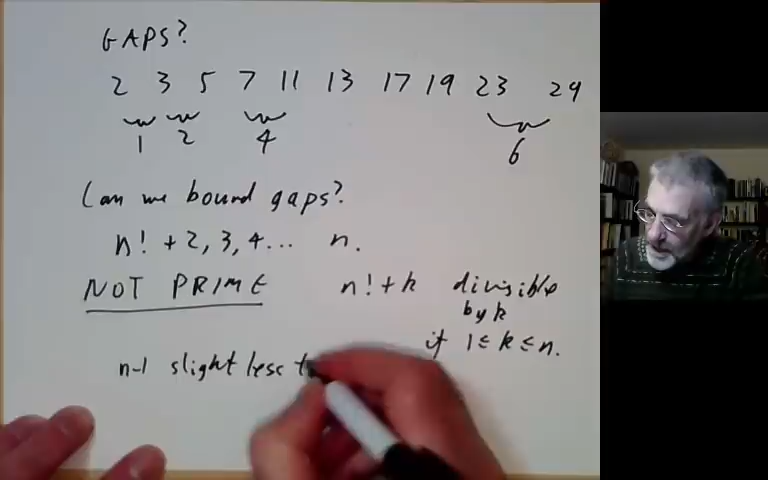 GAPS?
2 3 5 7 11 13 17 19 23 29
1 2 4 6
Can we bound gaps?
n! + 2, 3, 4... n.
NOT PRIME n!+k divisible
by k
if 1 ≤ k ≤ n.
n-1 slight less t